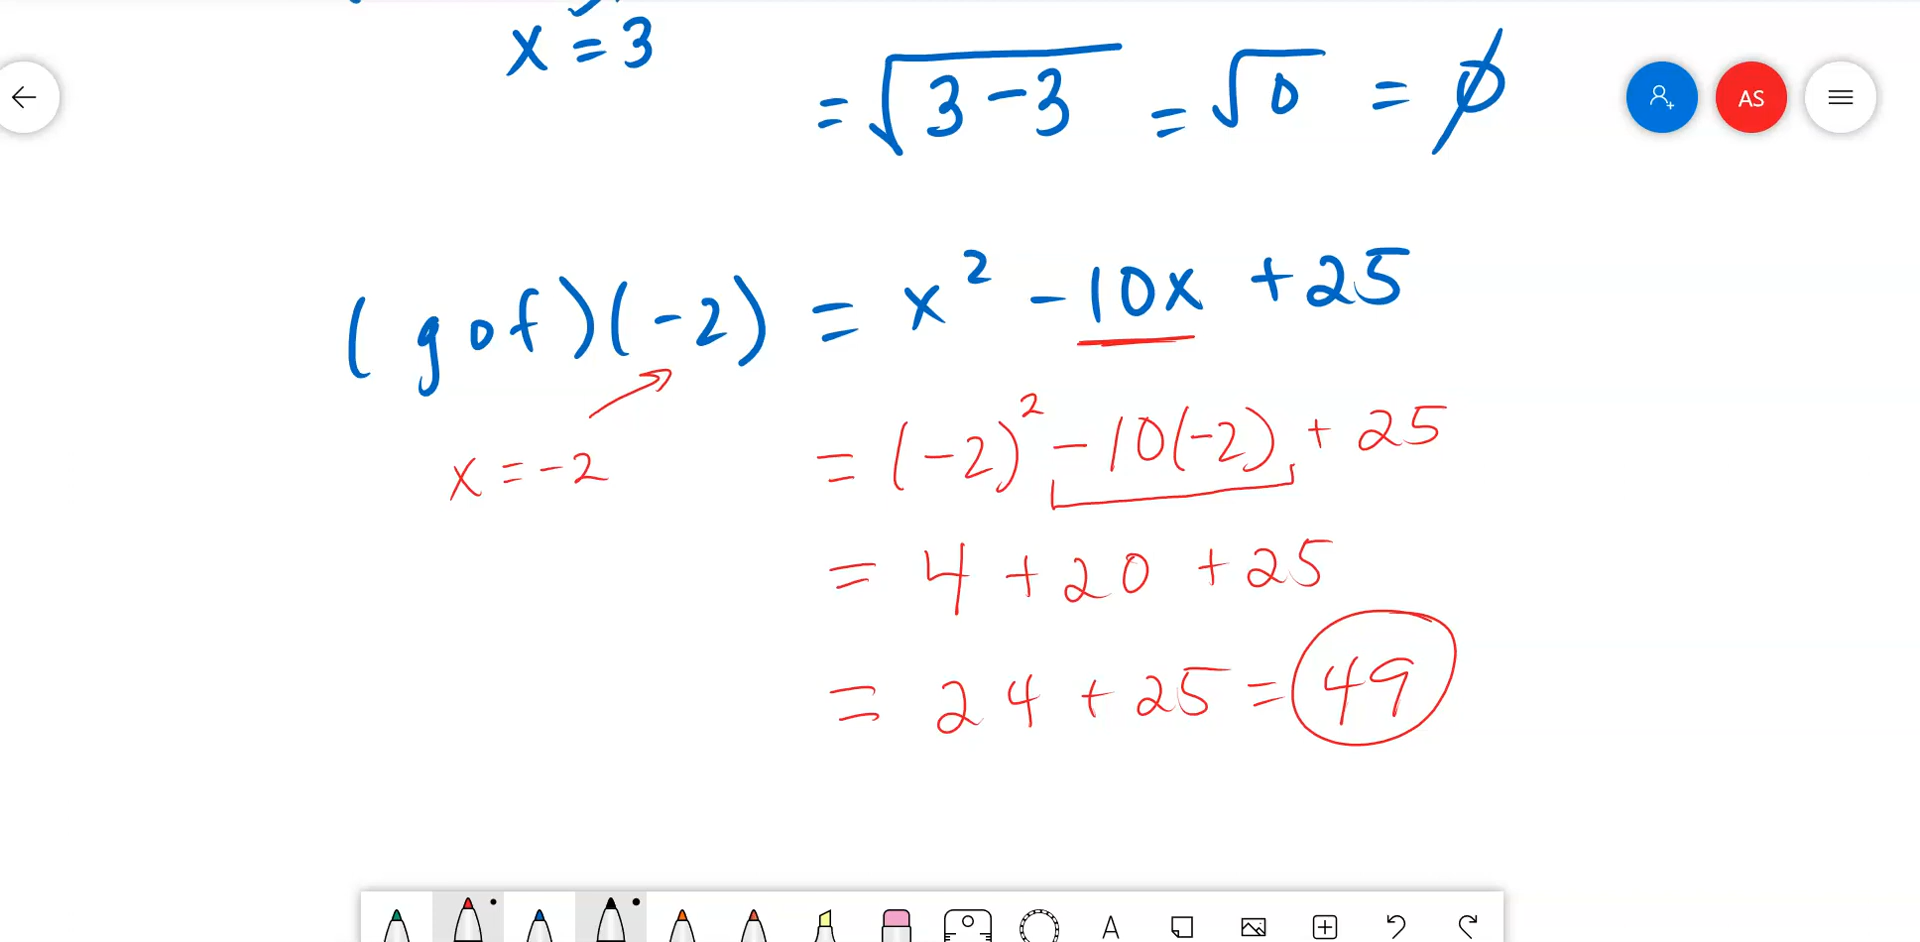 x = 3
= √(3 - 3) = √0 = 0̸
AS
(g o f)(-2) = x² - 10x + 25
x = -2
= (-2)² - 10(-2) + 25
= 4 + 20 + 25
= 24 + 25 = 49
A